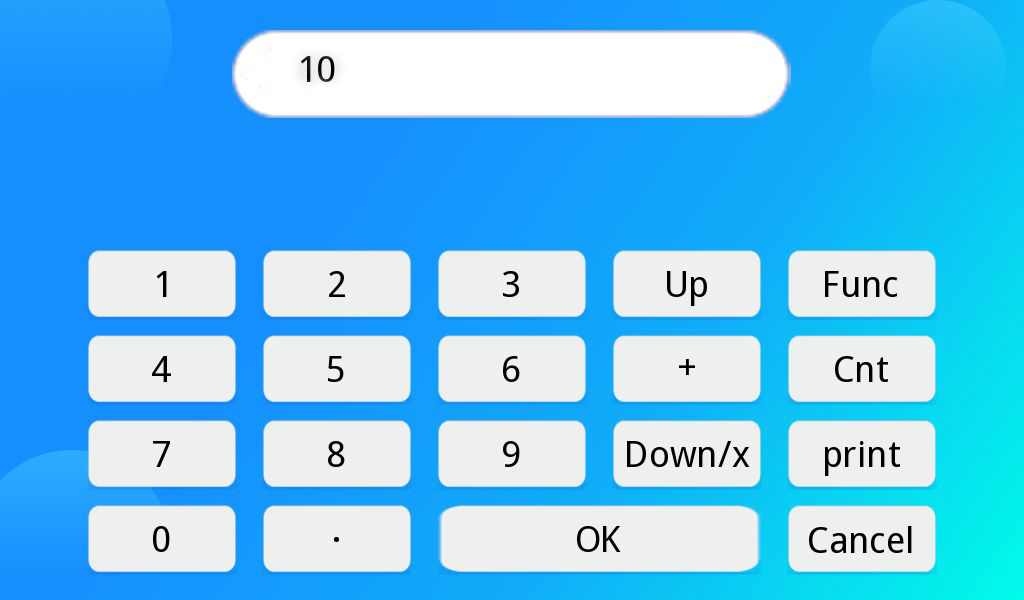 10
1 2 3 Up Func
4 5 6 + Cnt
7 8 9 Down/x print
0 . OK Cancel